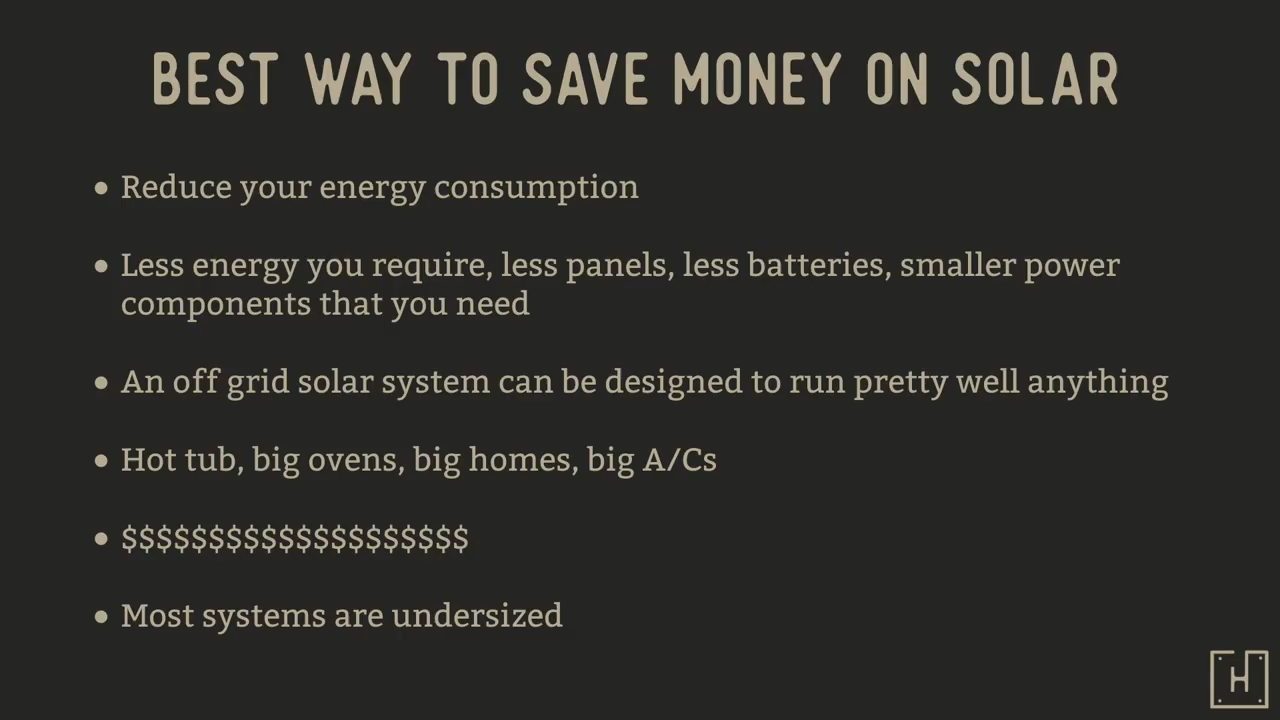 BEST WAY TO SAVE MONEY ON SOLAR
• Reduce your energy consumption
• Less energy you require, less panels, less batteries, smaller power
components that you need
• An off grid solar system can be designed to run pretty well anything
• Hot tub, big ovens, big homes, big A/Cs
• $$$$$$$$$$$$$$$$$$$$
• Most systems are undersized
H